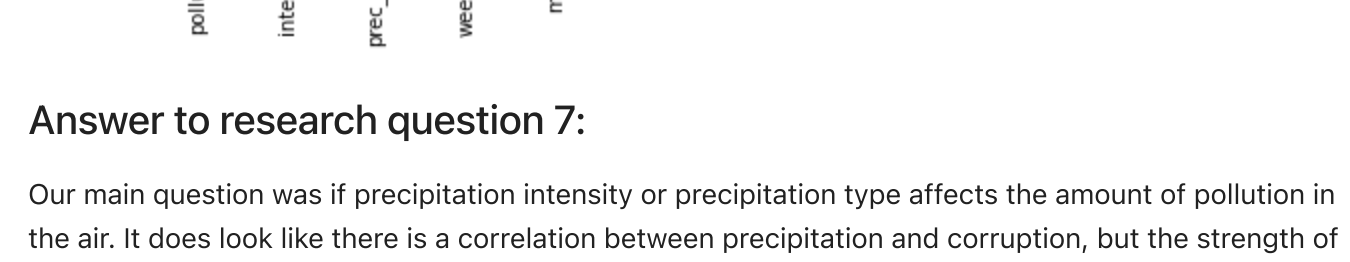 Answer to research question 7:
Our main question was if precipitation intensity or precipitation type affects the amount of pollution in
the air. It does look like there is a correlation between precipitation and corruption, but the strength of